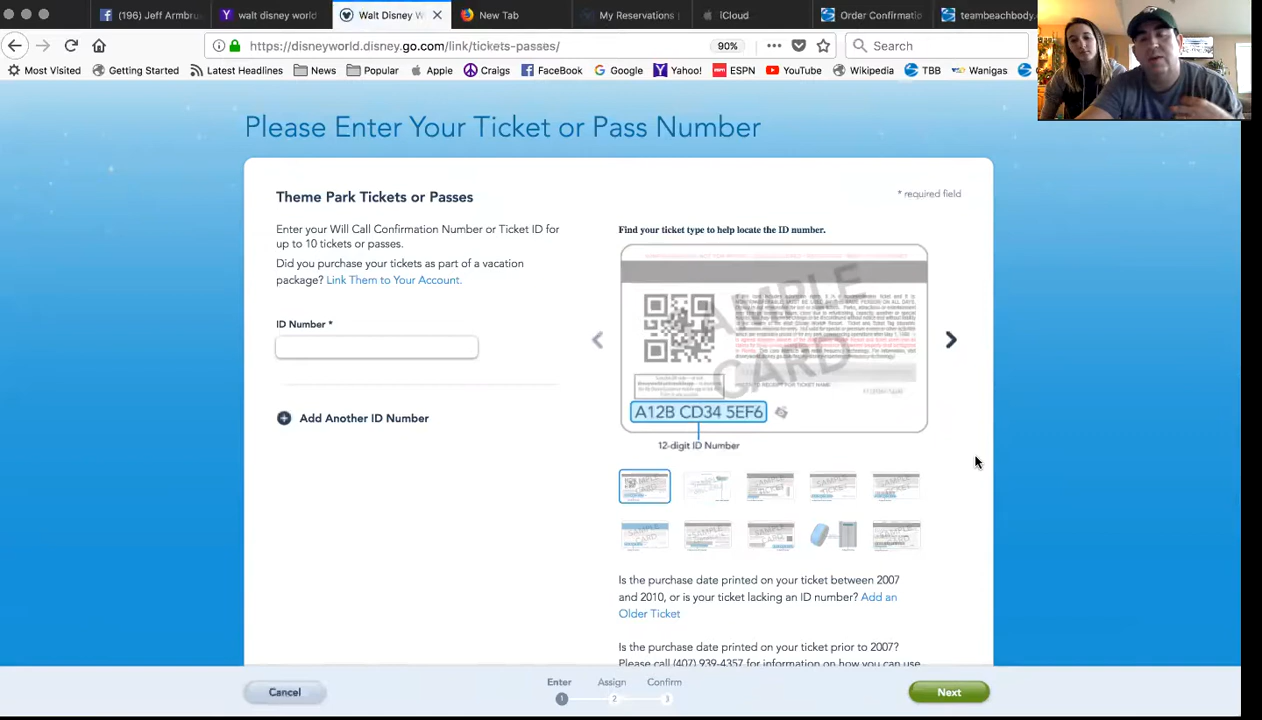 (196) Jeff Armbru
walt disney world
Walt Disney W
New Tab
My Reservations
iCloud
Order Confirmatio
teambeachbody.
https://disneyworld.disney.go.com/link/tickets-passes/
90%
Search
Most Visited
Getting Started
Latest Headlines
News
Popular
Apple
Craigs
FaceBook
Google
Yahoo!
ESPN
YouTube
Wikipedia
TBB
Wanigas
Please Enter Your Ticket or Pass Number
Theme Park Tickets or Passes
* required field
Enter your Will Call Confirmation Number or Ticket ID for
up to 10 tickets or passes.
Did you purchase your tickets as part of a vacation
package? Link Them to Your Account.
ID Number *
Add Another ID Number
Find your ticket type to help locate the ID number.
SAMPLE
CARD
A12B CD34 5EF6
12-digit ID Number
Is the purchase date printed on your ticket between 2007
and 2010, or is your ticket lacking an ID number? Add an
Older Ticket
Is the purchase date printed on your ticket prior to 2007?
Please call (407) 939-4357 for information on how you can use
Cancel
Enter
Assign
Confirm
1
2
3
Next